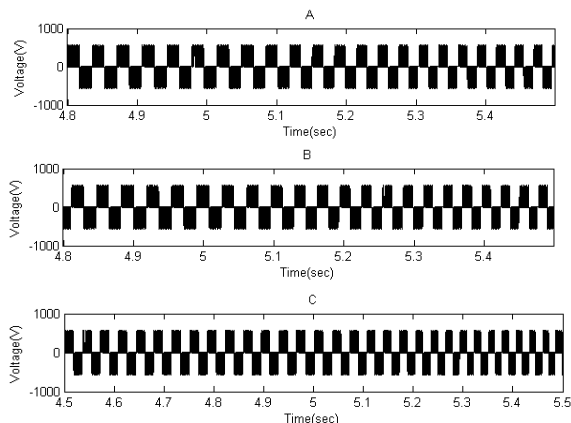 A
1000
0
-1000
Voltage(V)
4.8 4.9 5 5.1 5.2 5.3 5.4
Time(sec)
B
1000
0
-1000
Voltage(V)
4.8 4.9 5 5.1 5.2 5.3 5.4
Time(sec)
C
1000
0
-1000
Voltage(V)
4.5 4.6 4.7 4.8 4.9 5 5.1 5.2 5.3 5.4 5.5
Time(sec)